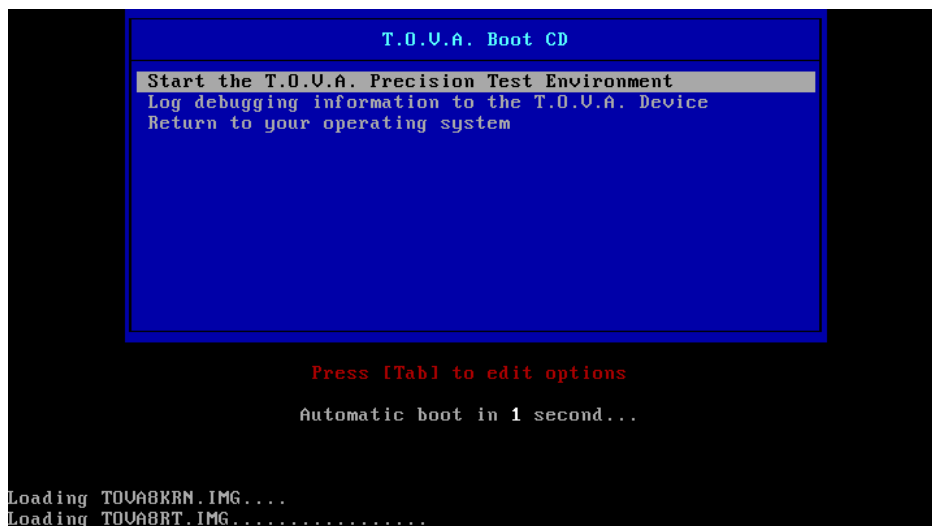 T.O.V.A. Boot CD
Start the T.O.V.A. Precision Test Environment
Log debugging information to the T.O.V.A. Device
Return to your operating system
Press [Tab] to edit options
Automatic boot in 1 second...
Loading TOVA8KRN.IMG....
Loading TOVA8RT.IMG.................